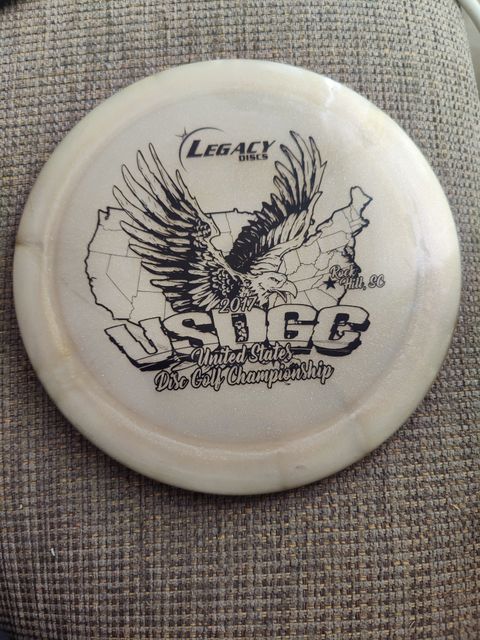 LEGACY
DISCS
Rock
Hill, SC
2017
USDGC
United States
Disc Golf Championship